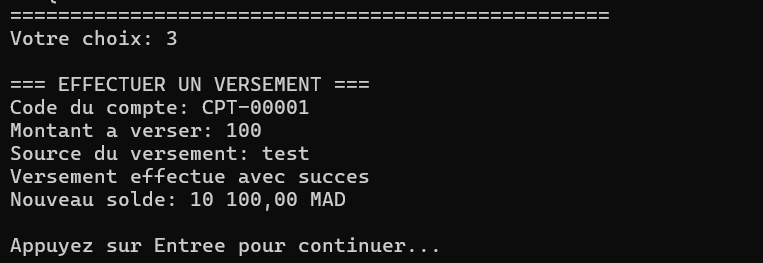 ==================================================
Votre choix: 3
=== EFFECTUER UN VERSEMENT ===
Code du compte: CPT-00001
Montant a verser: 100
Source du versement: test
Versement effectue avec succes
Nouveau solde: 10 100,00 MAD
Appuyez sur Entree pour continuer...